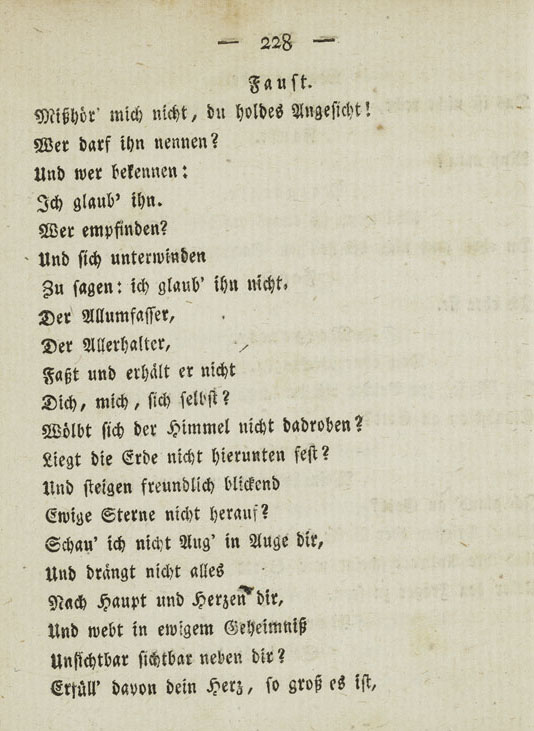 — 228 —
Faust.
Mißhör' mich nicht, du holdes Angesicht!
Wer darf ihn nennen?
Und wer bekennen:
Ich glaub' ihn.
Wer empfinden?
Und sich unterwinden
Zu sagen: ich glaub' ihn nicht.
Der Allumfasser,
Der Allerhalter,
Faßt und erhält er nicht
Dich, mich, sich selbst?
Wölbt sich der Himmel nicht dadroben?
Liegt die Erde nicht hierunten fest?
Und steigen freundlich blickend
Ewige Sterne nicht herauf?
Schau' ich nicht Aug' in Auge dir,
Und drängt nicht alles
Nach Haupt und Herzen dir,
Und webt in ewigem Geheimniß
Unsichtbar sichtbar neben dir?
Erfüll' davon dein Herz, so groß es ist,